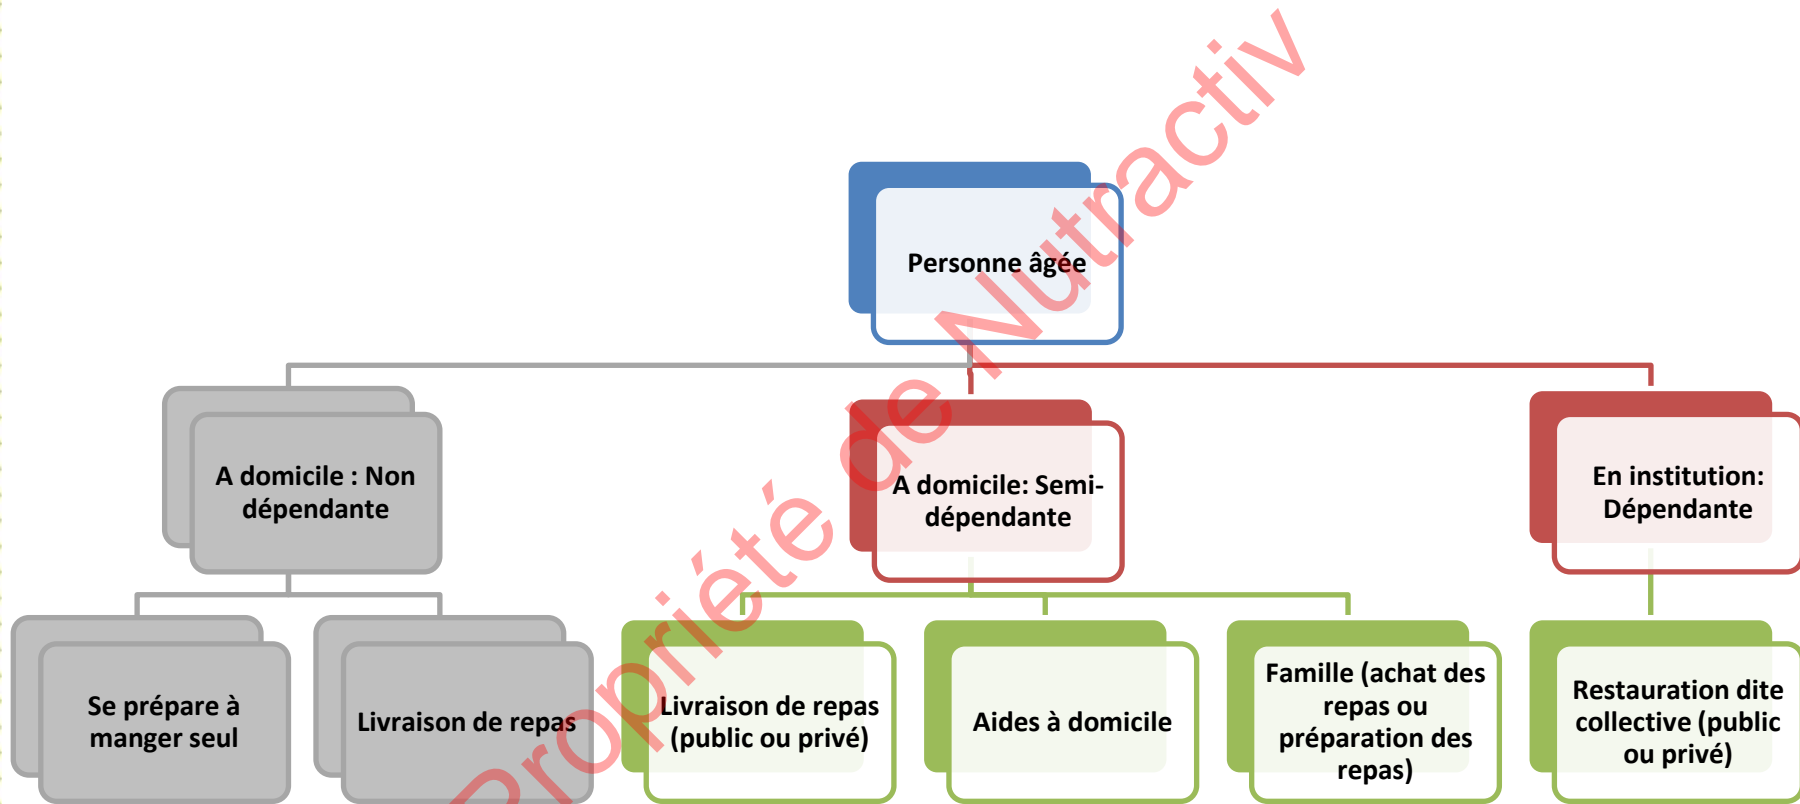 Personne âgée
A domicile : Non
dépendante
A domicile: Semi-
dépendante
En institution:
Dépendante
Se prépare à
manger seul
Livraison de repas
Livraison de repas
(public ou privé)
Aides à domicile
Famille (achat des
repas ou
préparation des
repas)
Restauration dite
collective (public
ou privé)
Propriété de Nutractiv